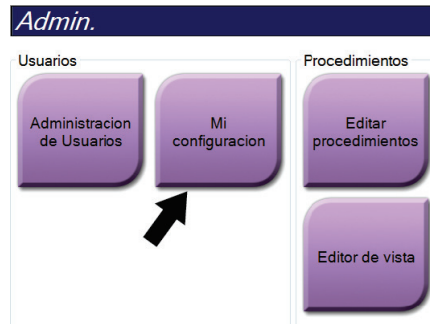 Admin.
Usuarios
Administracion
de Usuarios
Mi
configuracion
Procedimientos
Editar
procedimientos
Editor de vista